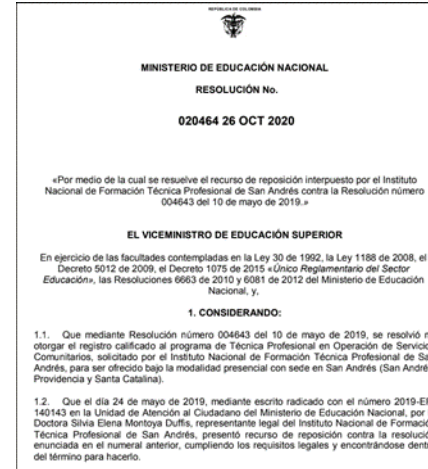 REPÚBLICA DE COLOMBIA
MINISTERIO DE EDUCACIÓN NACIONAL
RESOLUCIÓN No.
020464 26 OCT 2020
«Por medio de la cual se resuelve el recurso de reposición interpuesto por el Instituto
Nacional de Formación Técnica Profesional de San Andrés contra la Resolución número
004643 del 10 de mayo de 2019.»
EL VICEMINISTRO DE EDUCACIÓN SUPERIOR
En ejercicio de las facultades contempladas en la Ley 30 de 1992, la Ley 1188 de 2008, el
Decreto 5012 de 2009, el Decreto 1075 de 2015 «Único Reglamentario del Sector
Educación», las Resoluciones 6663 de 2010 y 6081 de 2012 del Ministerio de Educación
Nacional, y,
1. CONSIDERANDO:
1.1. Que mediante Resolución número 004643 del 10 de mayo de 2019, se resolvió n
otorgar el registro calificado al programa de Técnica Profesional en Operación de Servicio
Comunitarios, solicitado por el Instituto Nacional de Formación Técnica Profesional de Sa
Andrés, para ser ofrecido bajo la modalidad presencial con sede en San Andrés (San André
Providencia y Santa Catalina).
1.2. Que el día 24 de mayo de 2019, mediante escrito radicado con el número 2019-ER
140143 en la Unidad de Atención al Ciudadano del Ministerio de Educación Nacional, por l
Doctora Silvia Elena Montoya Duffis, representante legal del Instituto Nacional de Formació
Técnica Profesional de San Andrés, presentó recurso de reposición contra la resolució
enunciada en el numeral anterior, cumpliendo los requisitos legales y encontrándose dentr
del término para hacerlo.